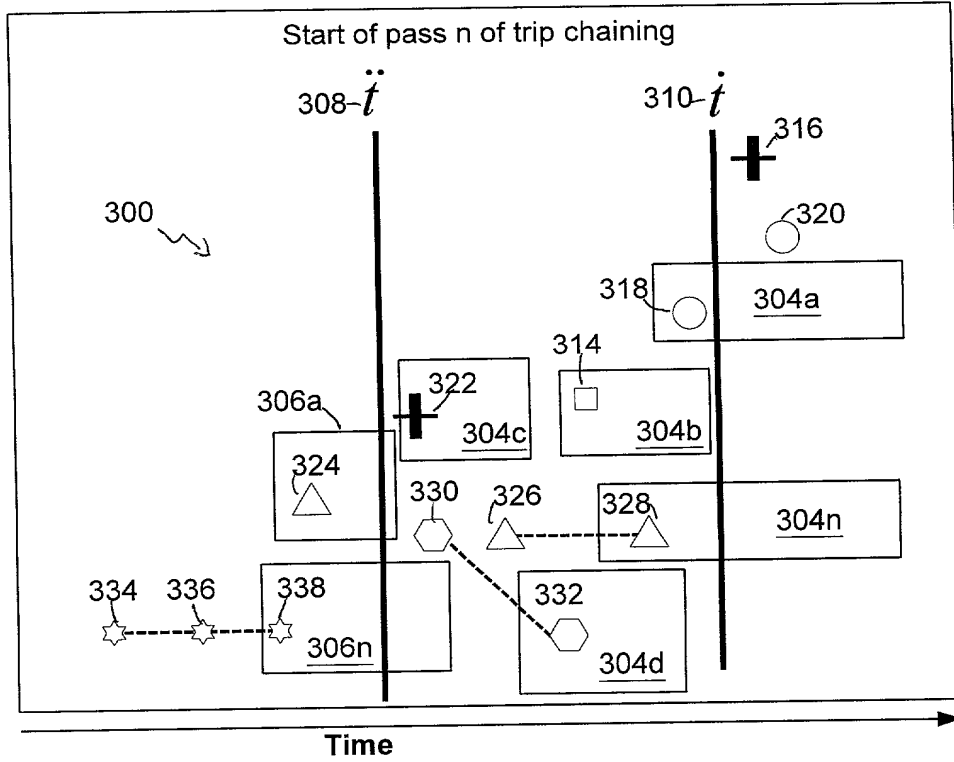 Start of pass n of trip chaining
308 ẗ
310 ṫ
316
300
320
318
304a
314
322
306a
304c
304b
324
330
326
328
304n
334
336
338
332
306n
304d
Time